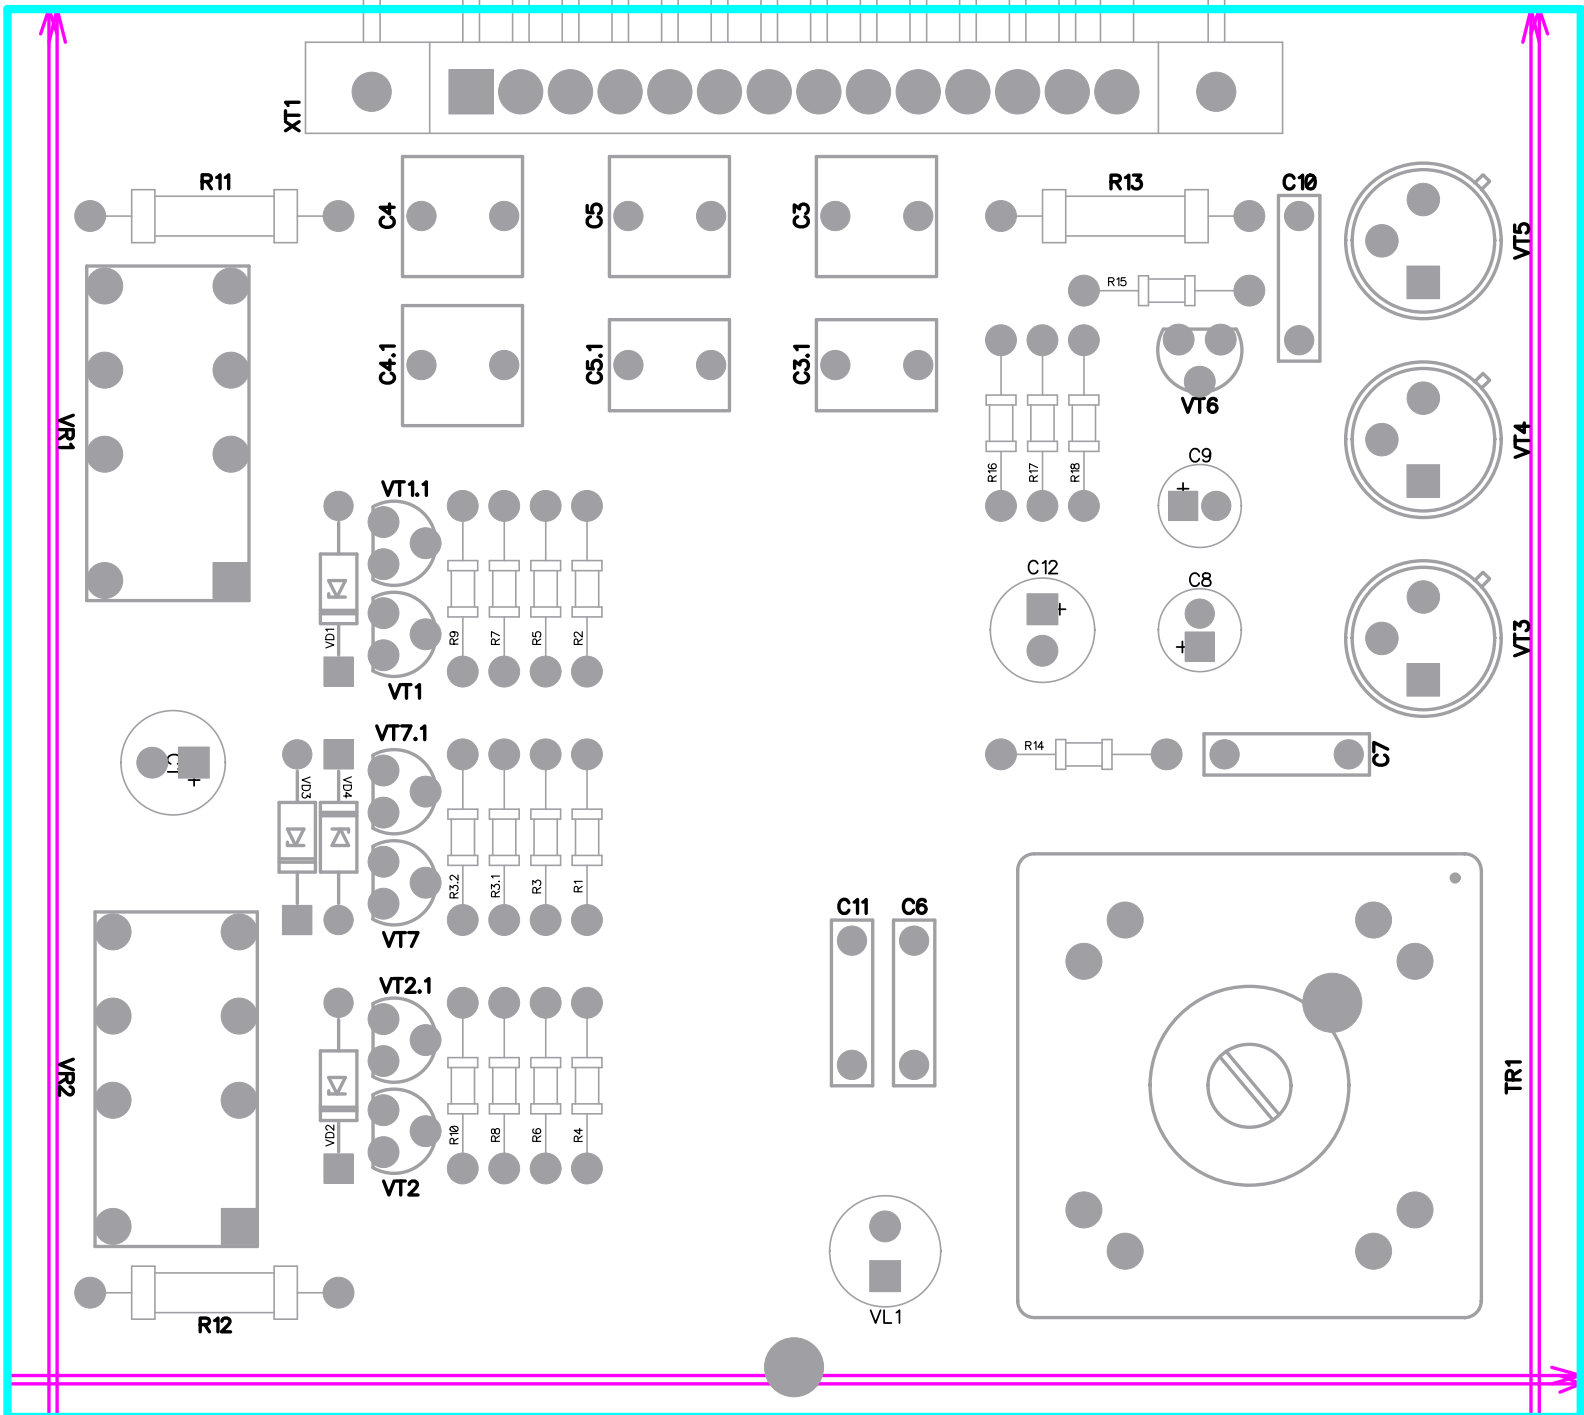 XT1
R11
C4
C5
C3
R13
C10
VT5
R15
C4.1
C5.1
C3.1
VT6
VR1
VT4
C9
+
R16
R17
R18
VT1.1
C12
+
C8
+
VD1
R9
R7
R5
R2
VT3
VT1
VT7.1
C1
+
VD3
VD4
R14
C7
R3.2
R3.1
R3
R1
C11
C6
VT7
VT2.1
VR2
TR1
VD2
R10
R8
R6
R4
VT2
R12
VL1